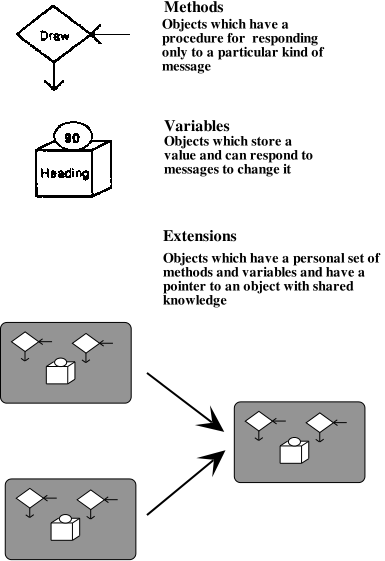 Methods
Draw
Objects which have a
procedure for responding
only to a particular kind of
message
Variables
90
Heading
Objects which store a
value and can respond to
messages to change it
Extensions
Objects which have a personal set of
methods and variables and have a
pointer to an object with shared
knowledge